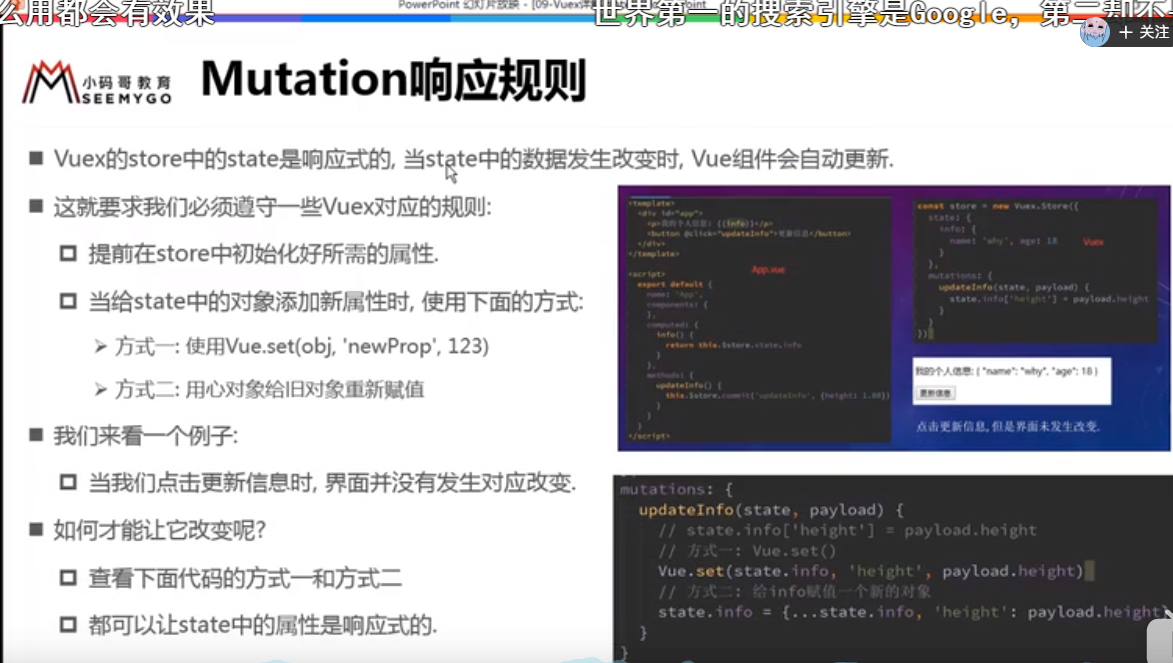 PowerPoint 幻灯片放映 - [09-Vuex详
么用都会有效果
世界第一的搜索引擎是Google，第二却不
+ 关注
小码哥教育
SEEMYGO
Mutation响应规则
■ Vuex的store中的state是响应式的, 当state中的数据发生改变时, Vue组件会自动更新.
■ 这就要求我们必须遵守一些Vuex对应的规则:
提前在store中初始化好所需的属性.
当给state中的对象添加新属性时, 使用下面的方式:
➢ 方式一: 使用Vue.set(obj, 'newProp', 123)
➢ 方式二: 用心对象给旧对象重新赋值
■ 我们来看一个例子:
当我们点击更新信息时, 界面并没有发生对应改变.
■ 如何才能让它改变呢?
查看下面代码的方式一和方式二
都可以让state中的属性是响应式的.
<template>
<div id="app">
<p>我的个人信息: {{info}}</p>
<button @click="updateInfo">更新信息</button>
</div>
</template>
<script>
export default {
name: 'App',
components: {
},
computed: {
info() {
return this.$store.state.info
}
},
methods: {
updateInfo() {
this.$store.commit('updateInfo', {height: 1.88})
}
}
}
</script>
App.vue
const store = new Vuex.Store({
state: {
info: {
name: 'why', age: 18
}
},
mutations: {
updateInfo(state, payload) {
state.info['height'] = payload.height
}
}
})
Vuex
我的个人信息: { "name": "why", "age": 18 }
更新信息
点击更新信息, 但是界面未发生改变.
mutations: {
updateInfo(state, payload) {
// state.info['height'] = payload.height
// 方式一: Vue.set()
Vue.set(state.info, 'height', payload.height)
// 方式二: 给info赋值一个新的对象
state.info = {...state.info, 'height': payload.height}
}
}